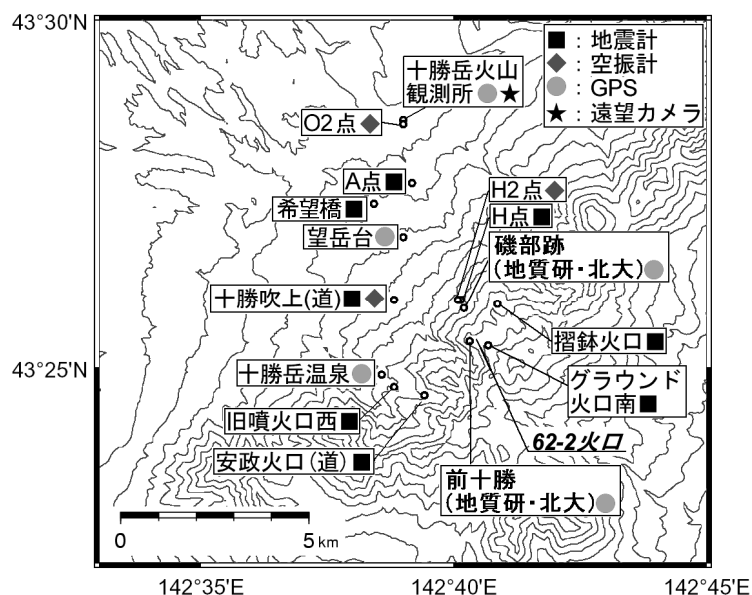 43°30'N
■：地震計
◆：空振計
●：GPS
★：遠望カメラ
十勝岳火山
観測所●★
O2点◆
A点■
H2点◆
希望橋■
H点■
望岳台●
磯部跡
(地質研・北大)●
十勝吹上(道)■◆
摺鉢火口■
43°25'N
十勝岳温泉●
グラウンド
火口南■
旧噴火口西■
62-2火口
安政火口(道)■
前十勝
(地質研・北大)●
0 5 km
142°35'E 142°40'E 142°45'E